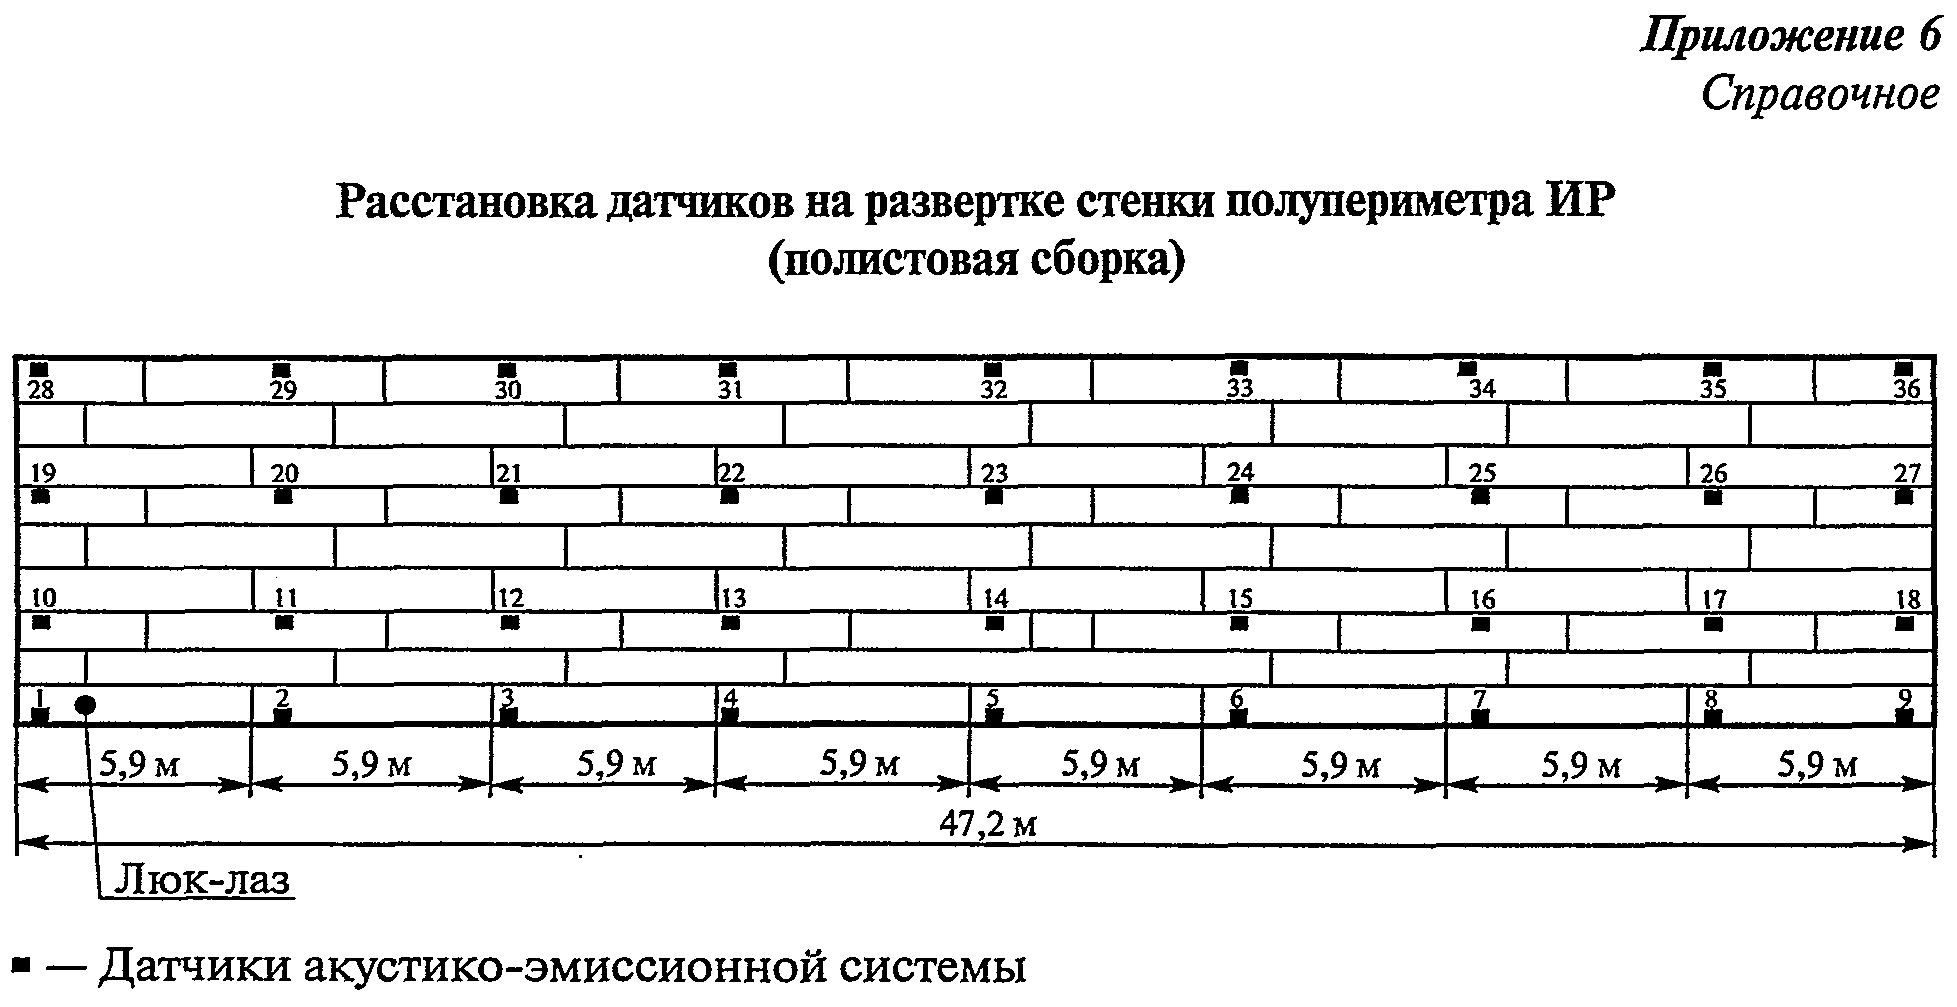 Приложение 6
Справочное
Расстановка датчиков на развертке стенки полупериметра ИР
(полистовая сборка)
28 29 30 31 32 33 34 35 36
19 20 21 22 23 24 25 26 27
10 11 12 13 14 15 16 17 18
1 2 3 4 5 6 7 8 9
5,9 м 5,9 м 5,9 м 5,9 м 5,9 м 5,9 м 5,9 м 5,9 м
47,2 м
Люк-лаз
— Датчики акустико-эмиссионной системы